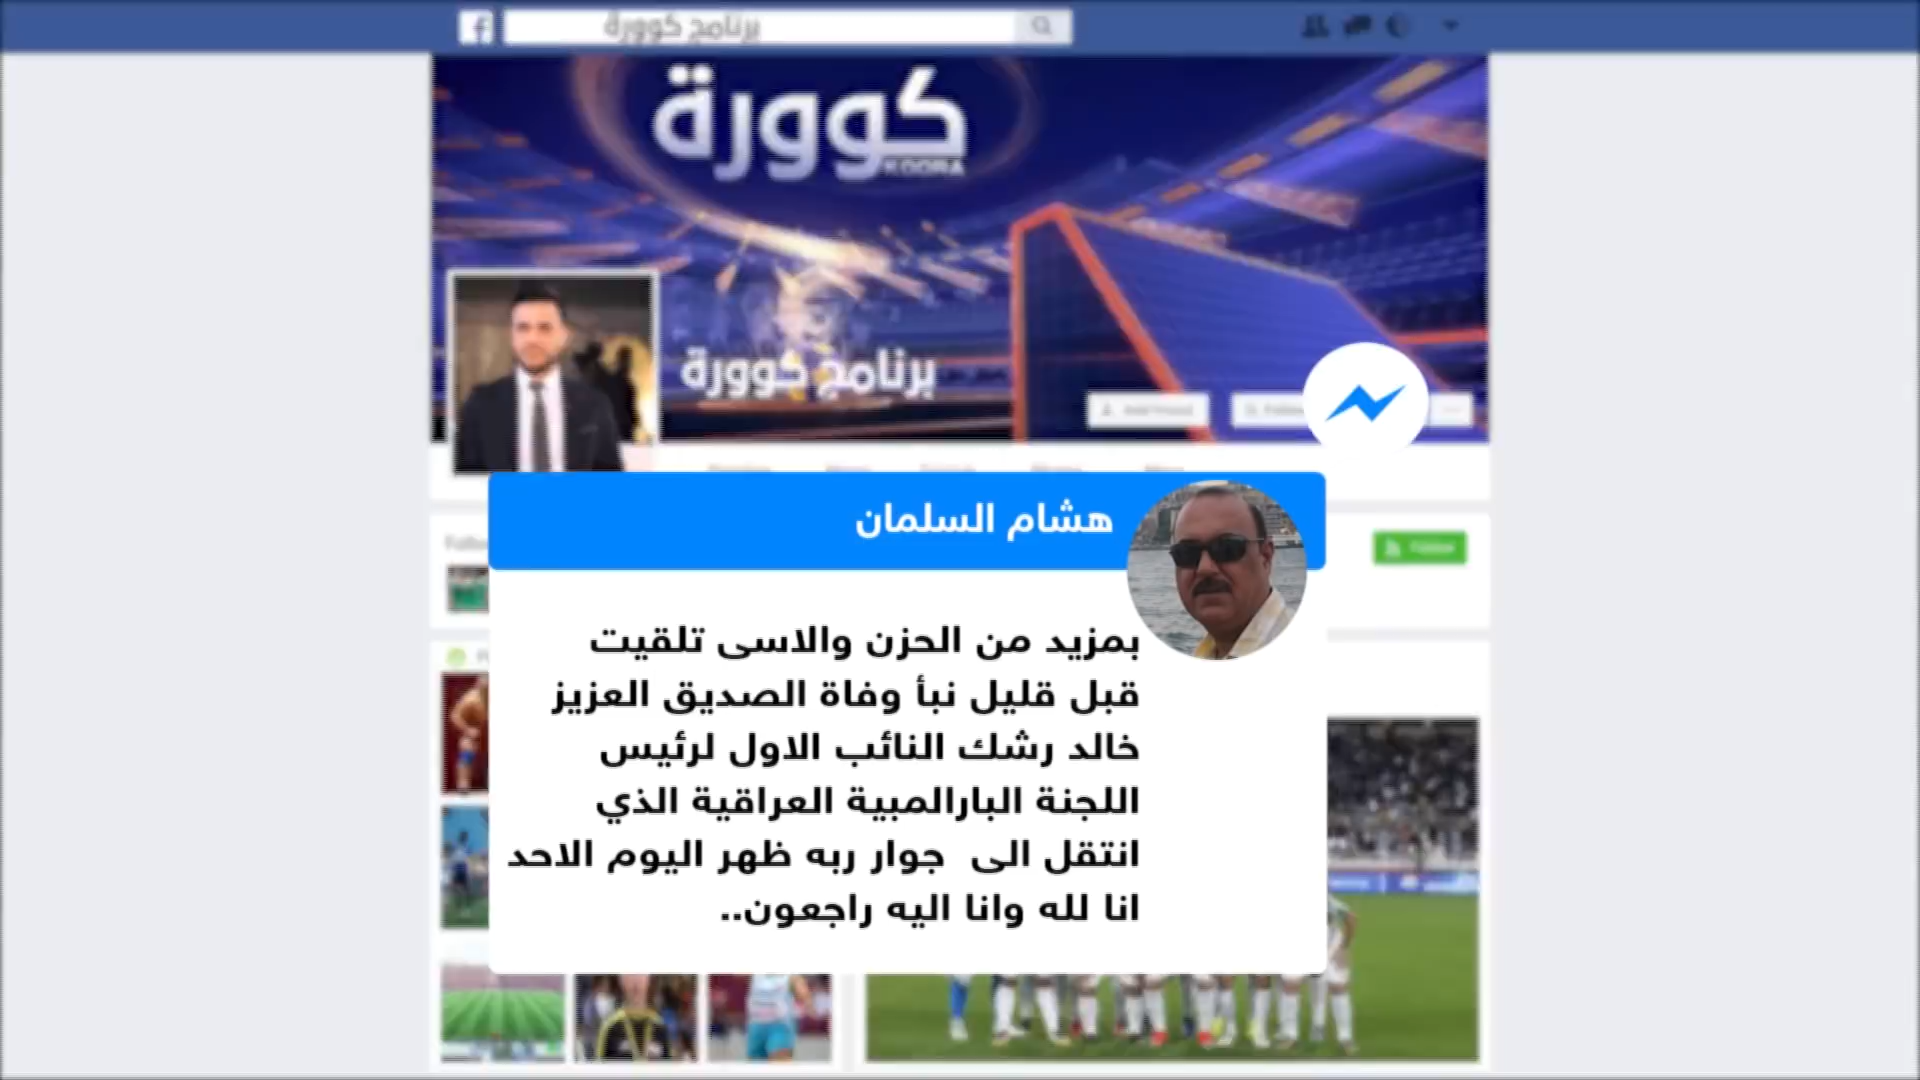 برنامج كوورة
كوورة
KOORA
برنامج كوورة
هشام السلمان
بمزيد من الحزن والاسى تلقيت
قبل قليل نبأ وفاة الصديق العزيز
خالد رشك النائب الاول لرئيس
اللجنة البارالمبية العراقية الذي
انتقل الى جوار ربه ظهر اليوم الاحد
انا لله وانا اليه راجعون..